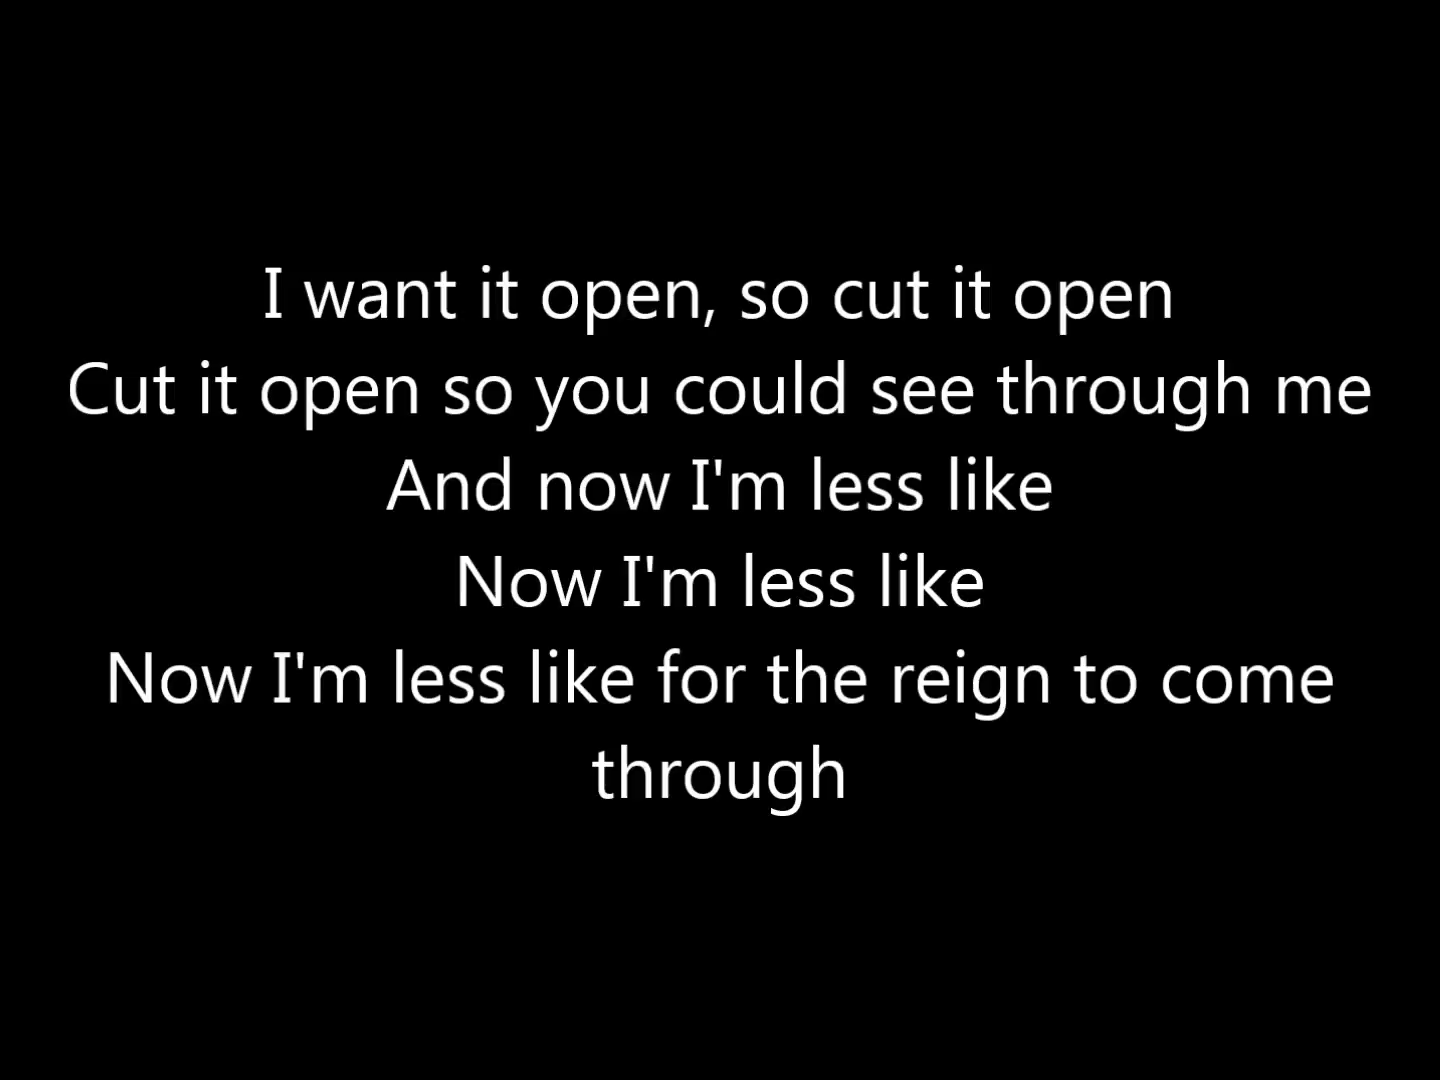 I want it open, so cut it open
Cut it open so you could see through me
And now I'm less like
Now I'm less like
Now I'm less like for the reign to come
through